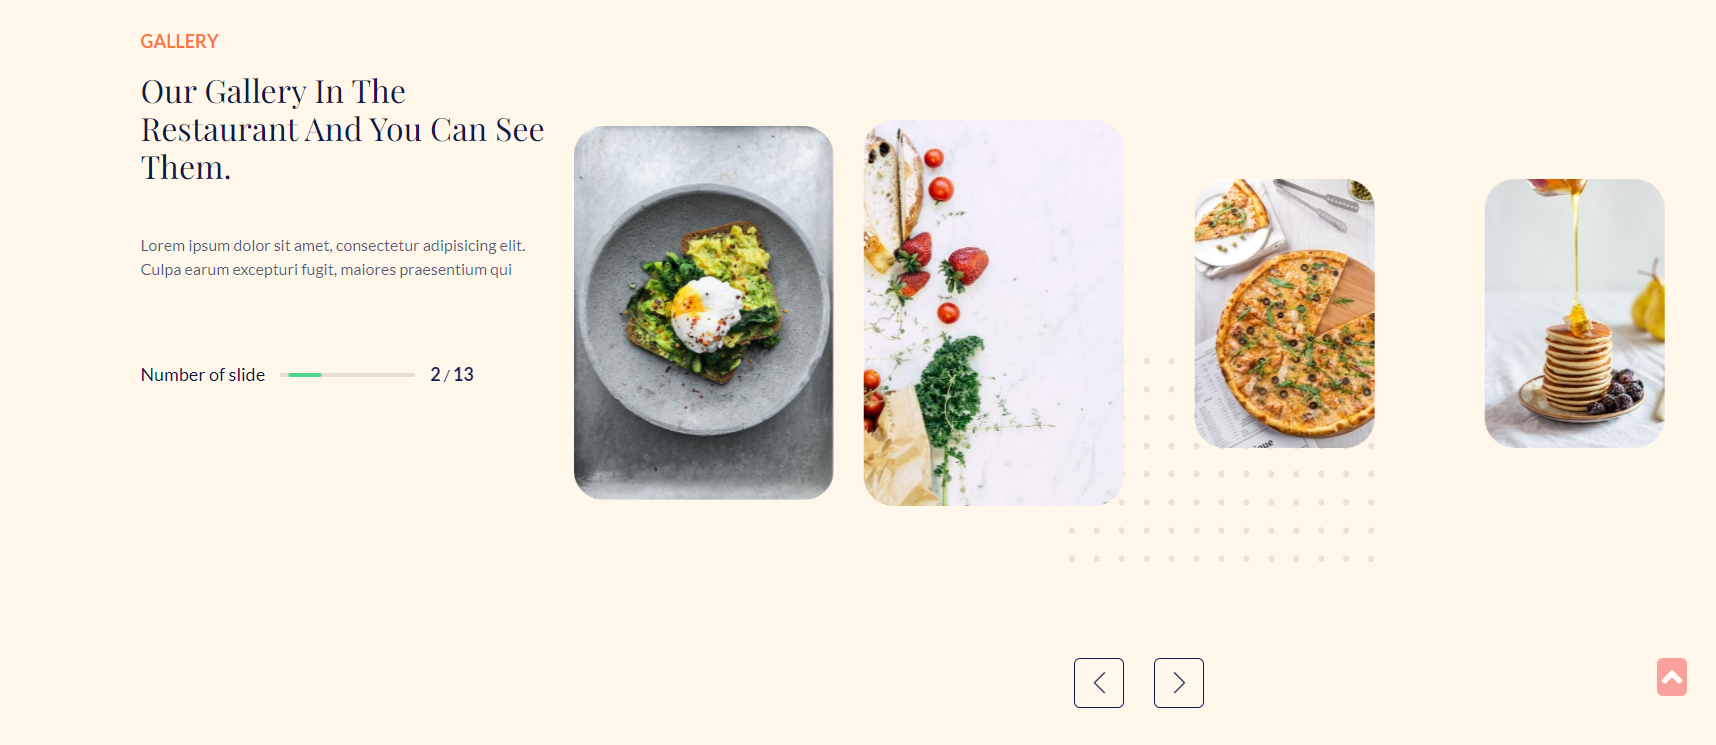 GALLERY
Our Gallery In The
Restaurant And You Can See
Them.
Lorem ipsum dolor sit amet, consectetur adipisicing elit.
Culpa earum excepturi fugit, maiores praesentium qui
Number of slide
2 / 13